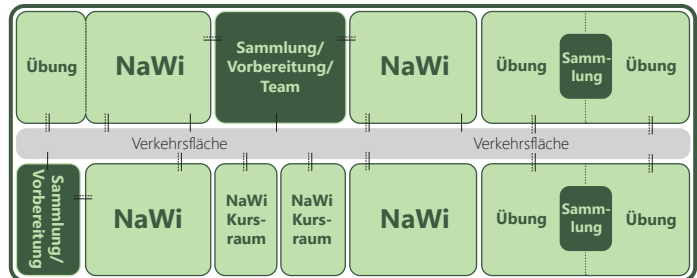 Übung
NaWi
Sammlung/
Vorbereitung/
Team
NaWi
Übung
Samm-
lung
Übung
Verkehrsfläche
Verkehrsfläche
Sammlung/
Vorbereitung
NaWi
NaWi
Kurs-
raum
NaWi
Kurs-
raum
NaWi
Übung
Samm-
lung
Übung